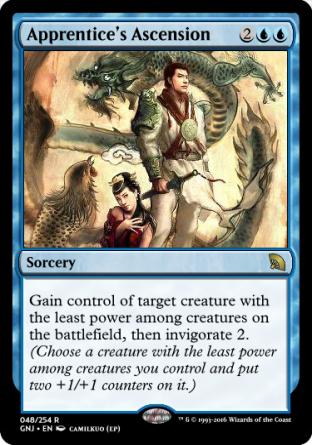 Apprentice's Ascension 2
Sorcery
Gain control of target creature with
the least power among creatures on
the battlefield, then invigorate 2.
(Choose a creature with the least power
among creatures you control and put
two +1/+1 counters on it.)
048/254 R
GNJ • EN CAMILKUO (EP)
™ & © 1993-2016 Wizards of the Coast